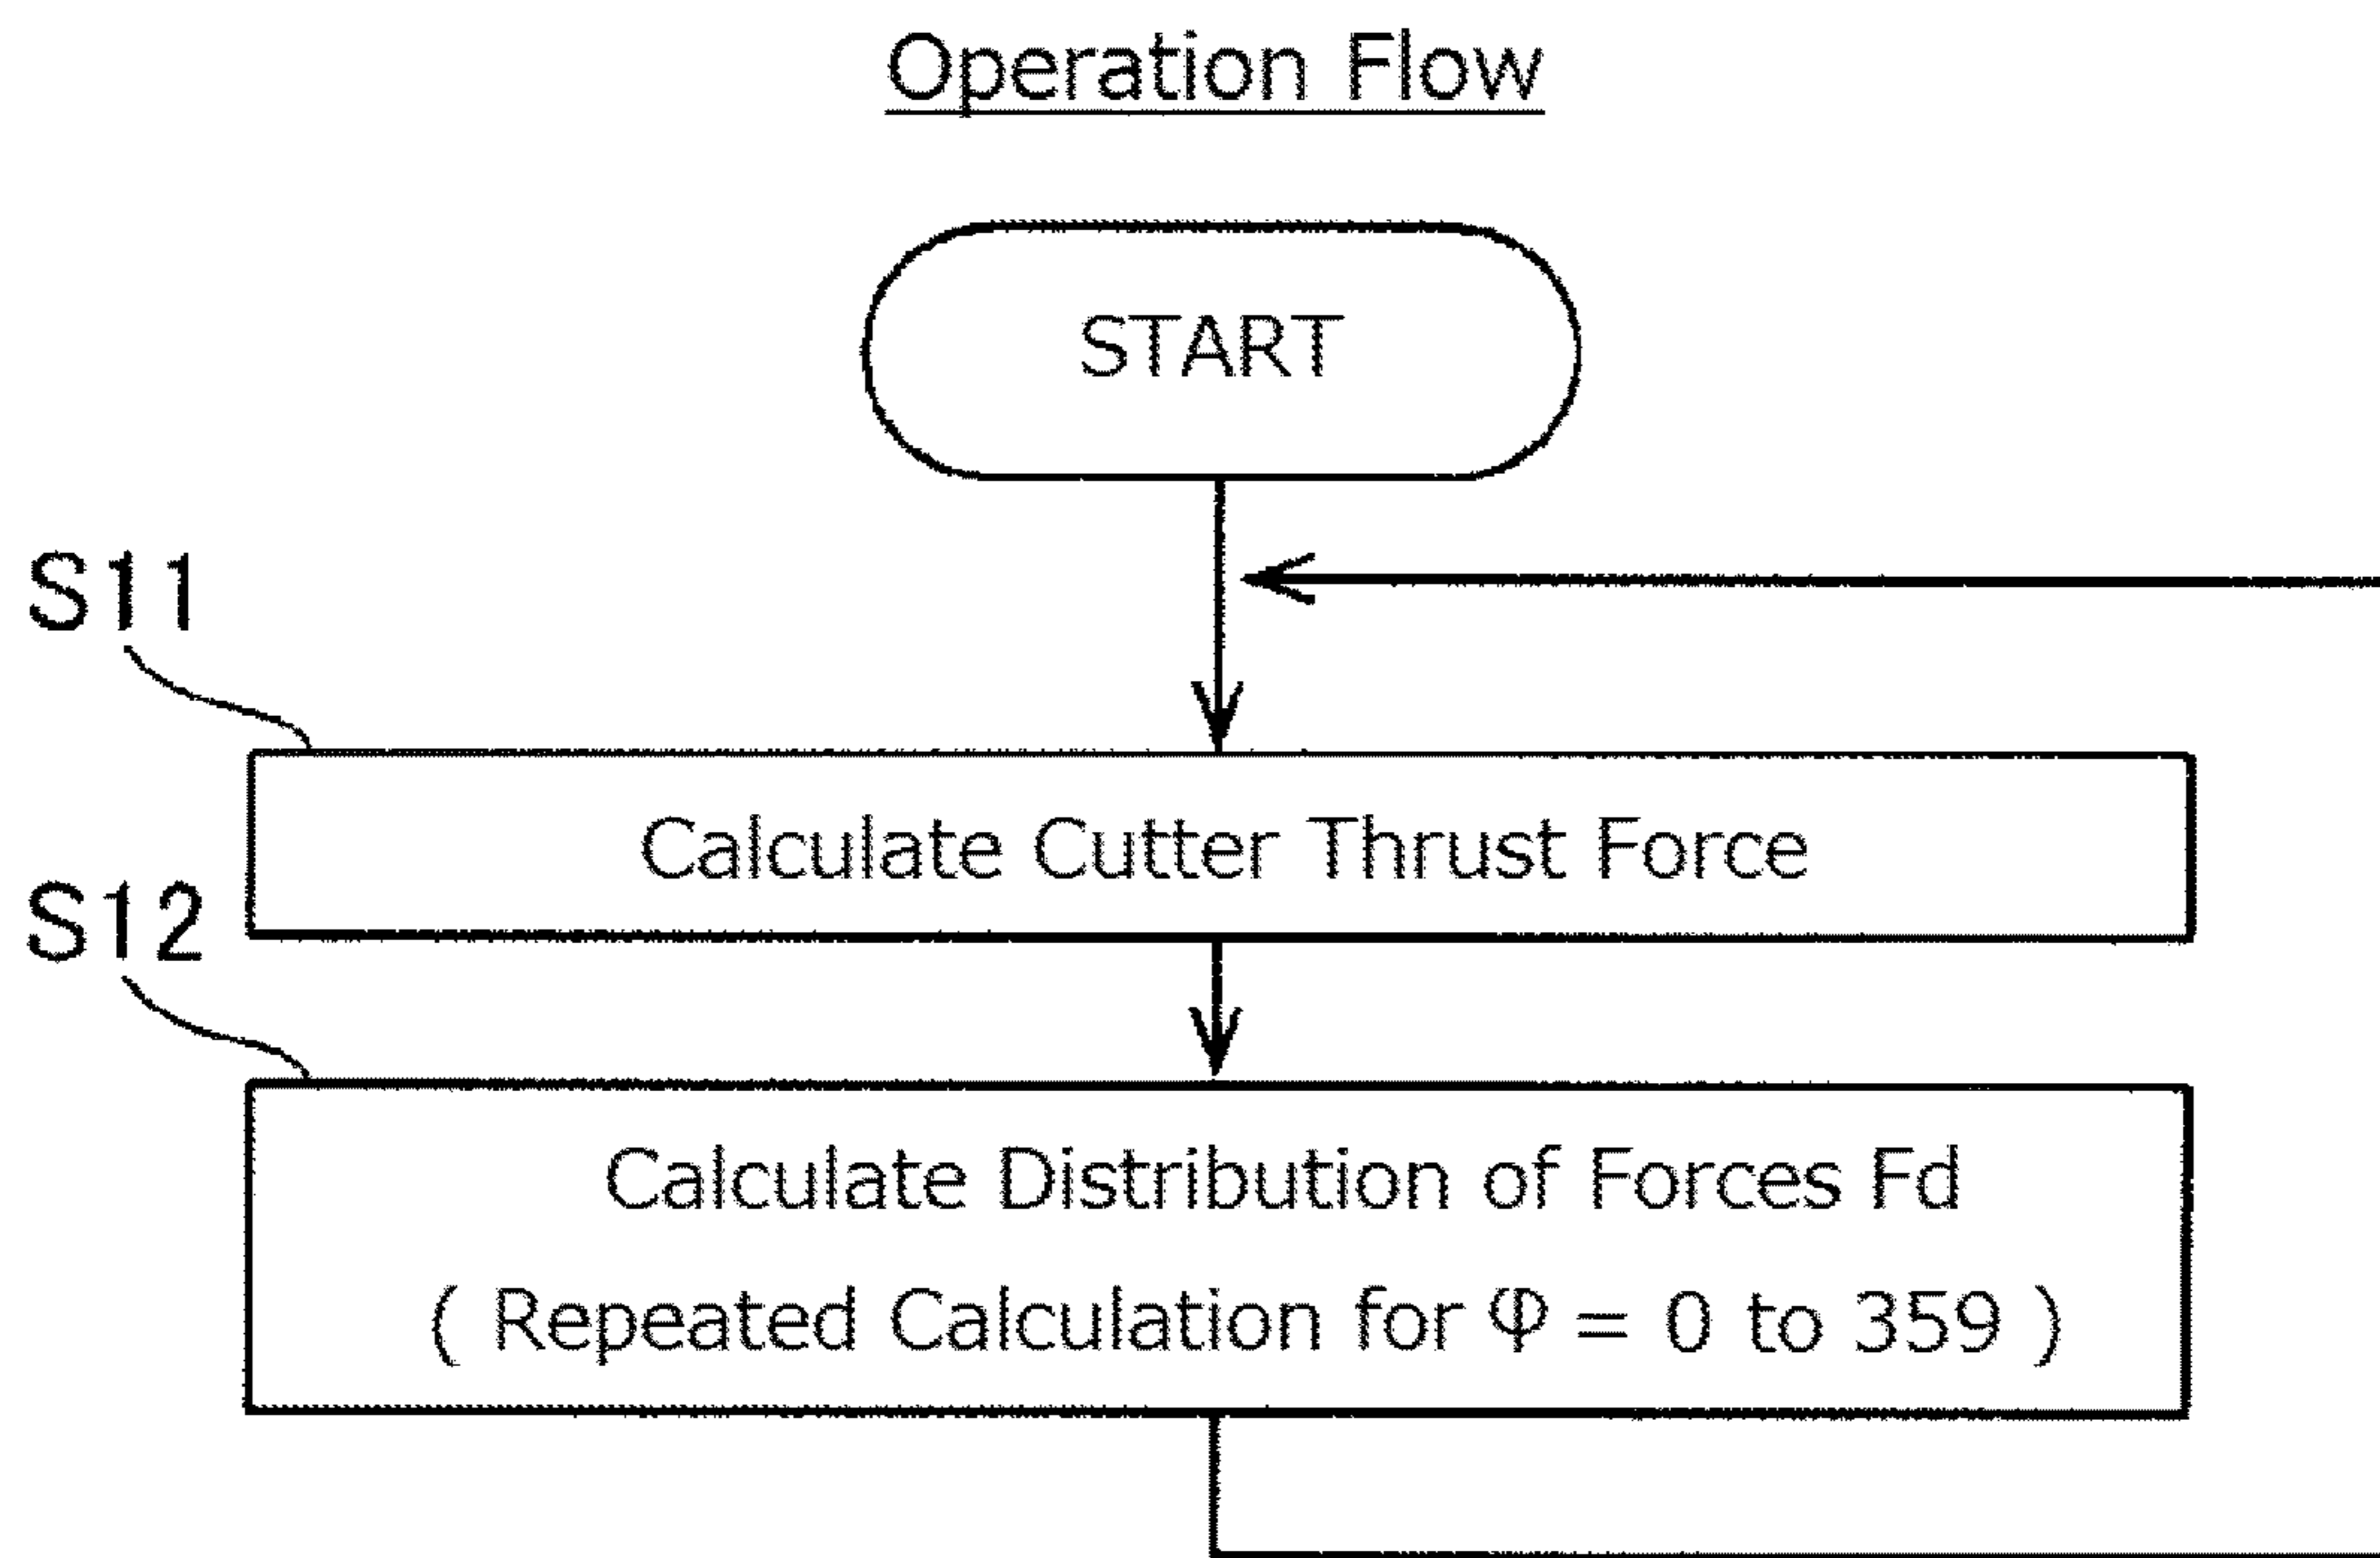 Operation Flow
START
S11
Calculate Cutter Thrust Force
S12
Calculate Distribution of Forces Fd
( Repeated Calculation for φ = 0 to 359 )